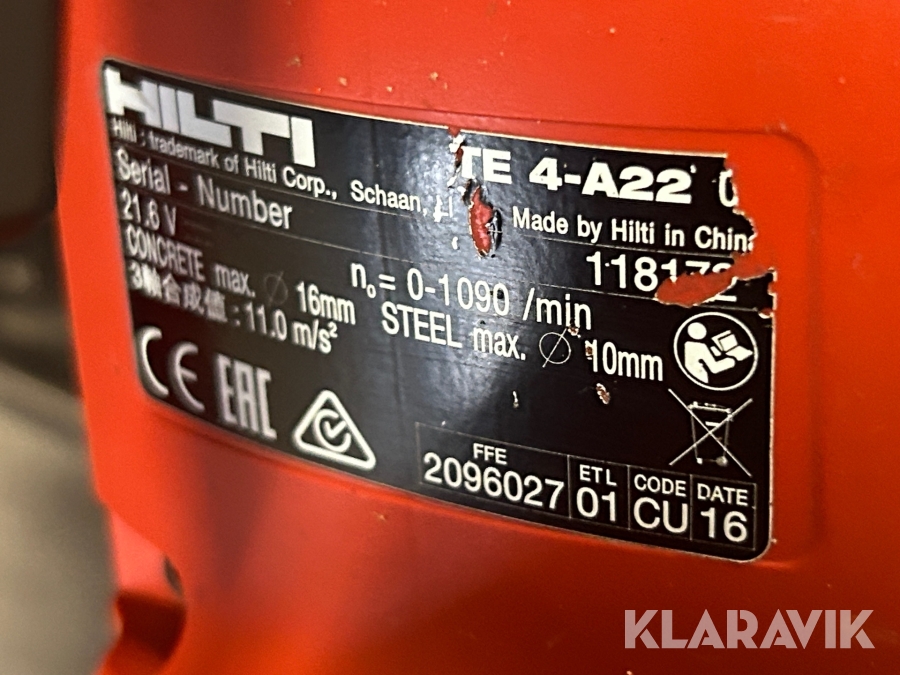 HILTI
TE 4-A22
Hilti : trademark of Hilti Corp., Schaan, LI
Made by Hilti in China
Serial - Number
21.6 V
n₀= 0-1090 /min
CONCRETE max. ∅ 16mm
STEEL max. ∅ 10mm
3軸合成値 : 11.0 m/s²
CE EAC
FFE
2096027
ETL
01
CODE
CU
DATE
16
KLARAVIK